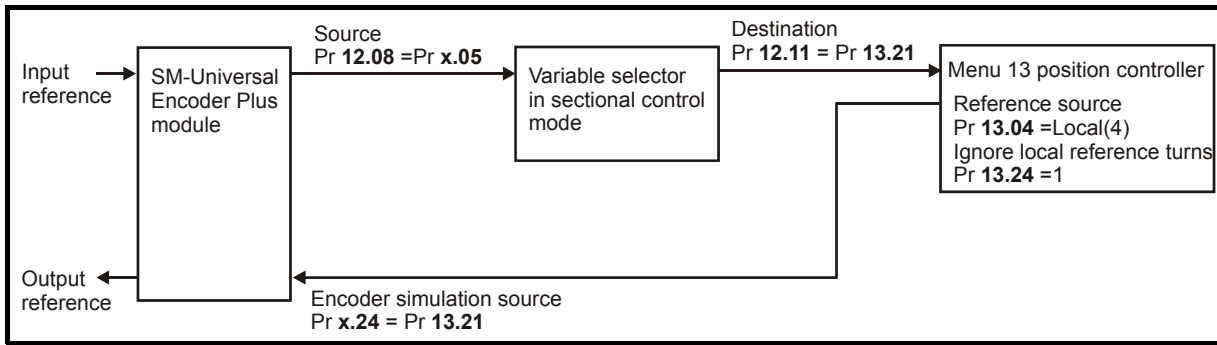 Input
reference
SM-Universal
Encoder Plus
module
Source
Pr 12.08 =Pr x.05
Variable selector
in sectional control
mode
Destination
Pr 12.11 = Pr 13.21
Menu 13 position controller
Reference source
Pr 13.04 =Local(4)
Ignore local reference turns
Pr 13.24 =1
Output
reference
Encoder simulation source
Pr x.24 = Pr 13.21